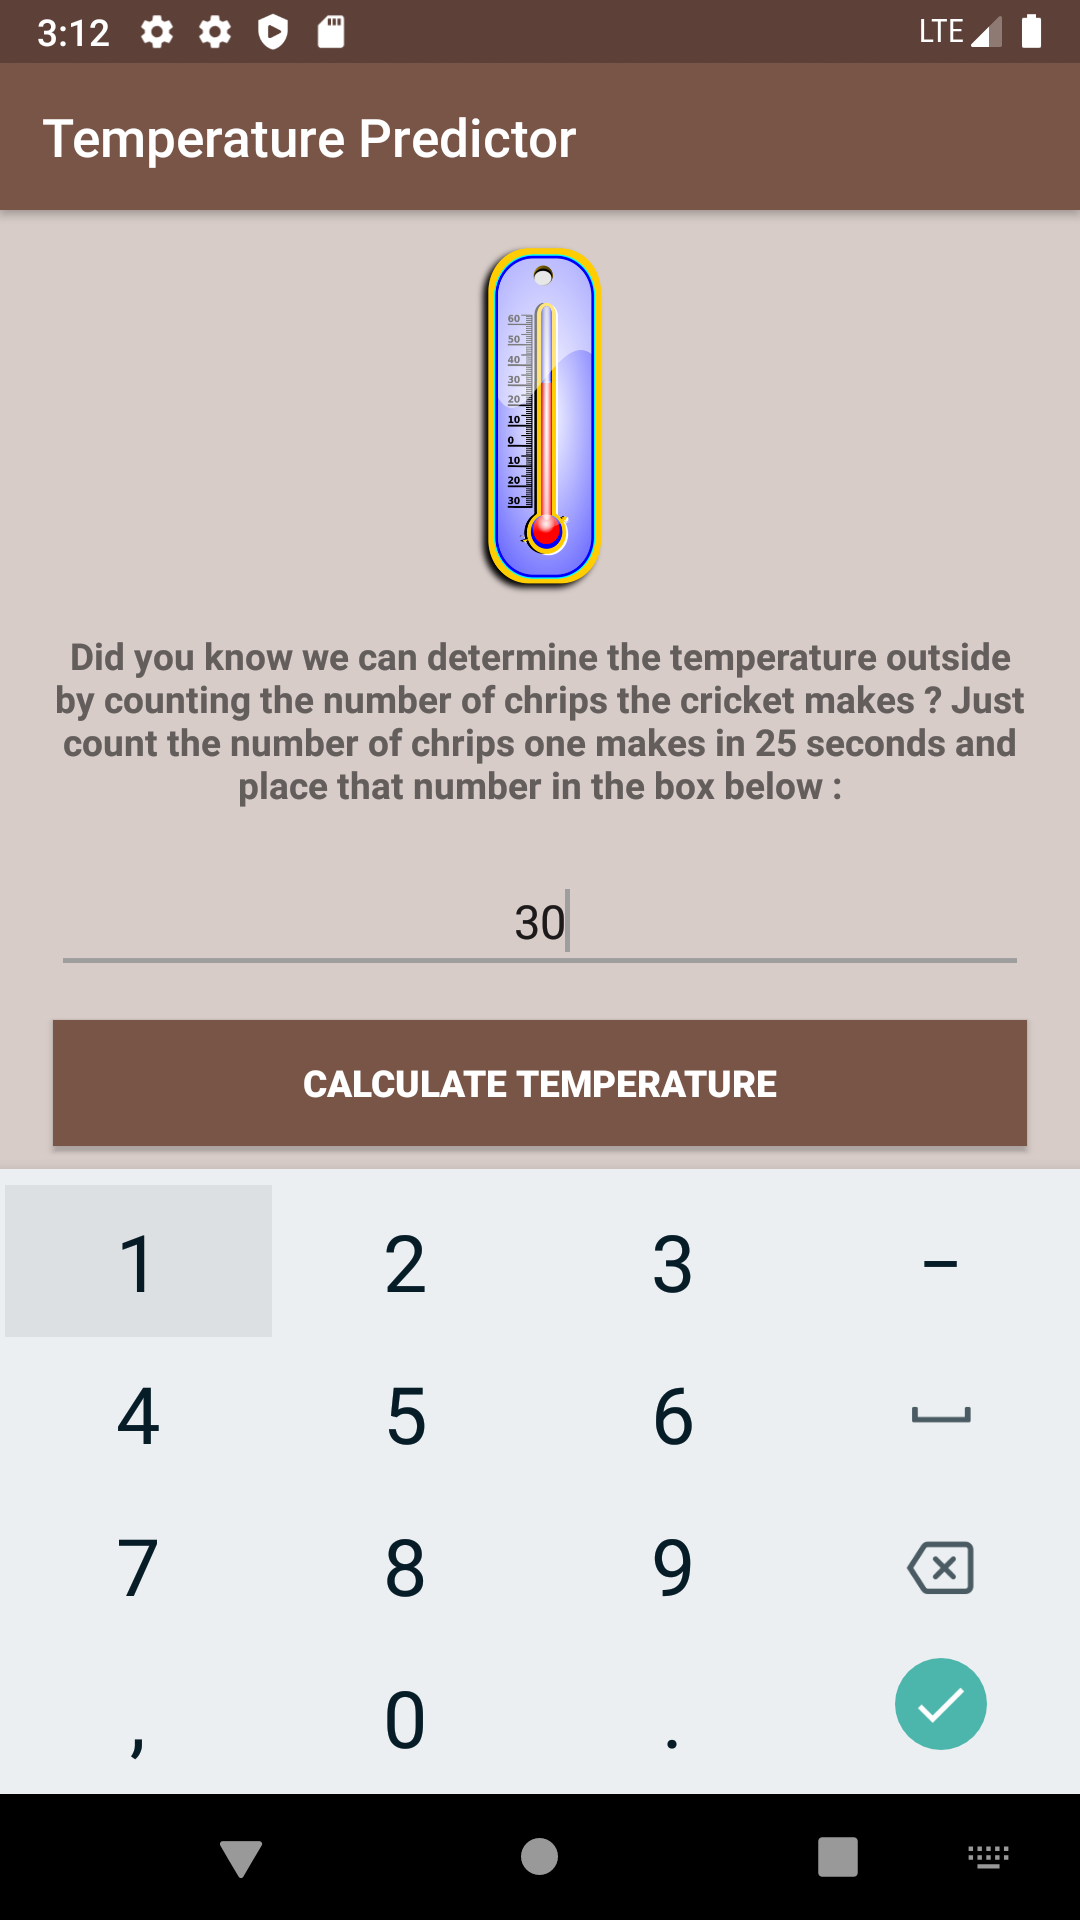 3:12 LTE
Temperature Predictor
60
50
40
30
20
10
0
10
20
30
Did you know we can determine the temperature outside
by counting the number of chrips the cricket makes ? Just
count the number of chrips one makes in 25 seconds and
place that number in the box below :
30
CALCULATE TEMPERATURE
1 2 3 –
4 5 6
7 8 9
, 0 .